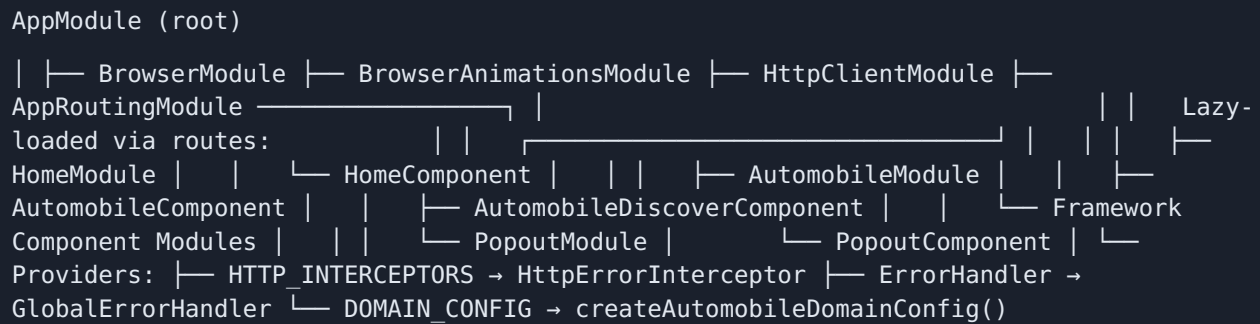 AppModule (root)
│ ├── BrowserModule ├── BrowserAnimationsModule ├── HttpClientModule ├──
AppRoutingModule ─────────────────┐ │                                     │ │   Lazy-
loaded via routes:           │ │   ┌────────────────────────────────┘ │   │ │   ├──
HomeModule │   │   └── HomeComponent │   │ │   ├── AutomobileModule │   │   ├──
AutomobileComponent │   │   ├── AutomobileDiscoverComponent │   │   └── Framework
Component Modules │   │ │   └── PopoutModule │       └── PopoutComponent │ └──
Providers: ├── HTTP_INTERCEPTORS → HttpErrorInterceptor ├── ErrorHandler →
GlobalErrorHandler └── DOMAIN_CONFIG → createAutomobileDomainConfig()